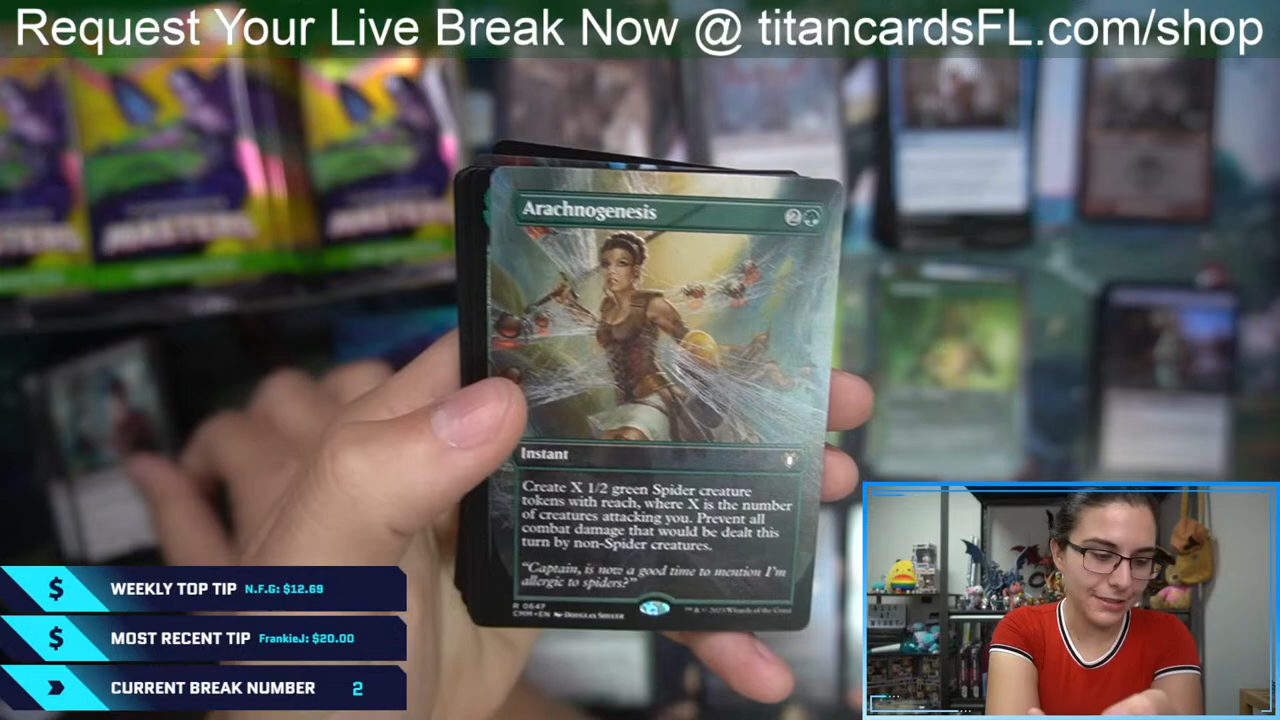 Request Your Live Break Now @ titancardsFL.com/shop
MASTERS
MASTERS
Arachnogenesis 2
Instant
Create X 1/2 green Spider creature
tokens with reach, where X is the number
of creatures attacking you. Prevent all
combat damage that would be dealt this
turn by non-Spider creatures.
"Captain, is now a good time to mention I'm
allergic to spiders?"
R 0647
CMM • EN
™ & © 2023 Wizards of the Coast
$ WEEKLY TOP TIP N.F.G: $12.69
$ MOST RECENT TIP FrankieJ: $20.00
CURRENT BREAK NUMBER 2